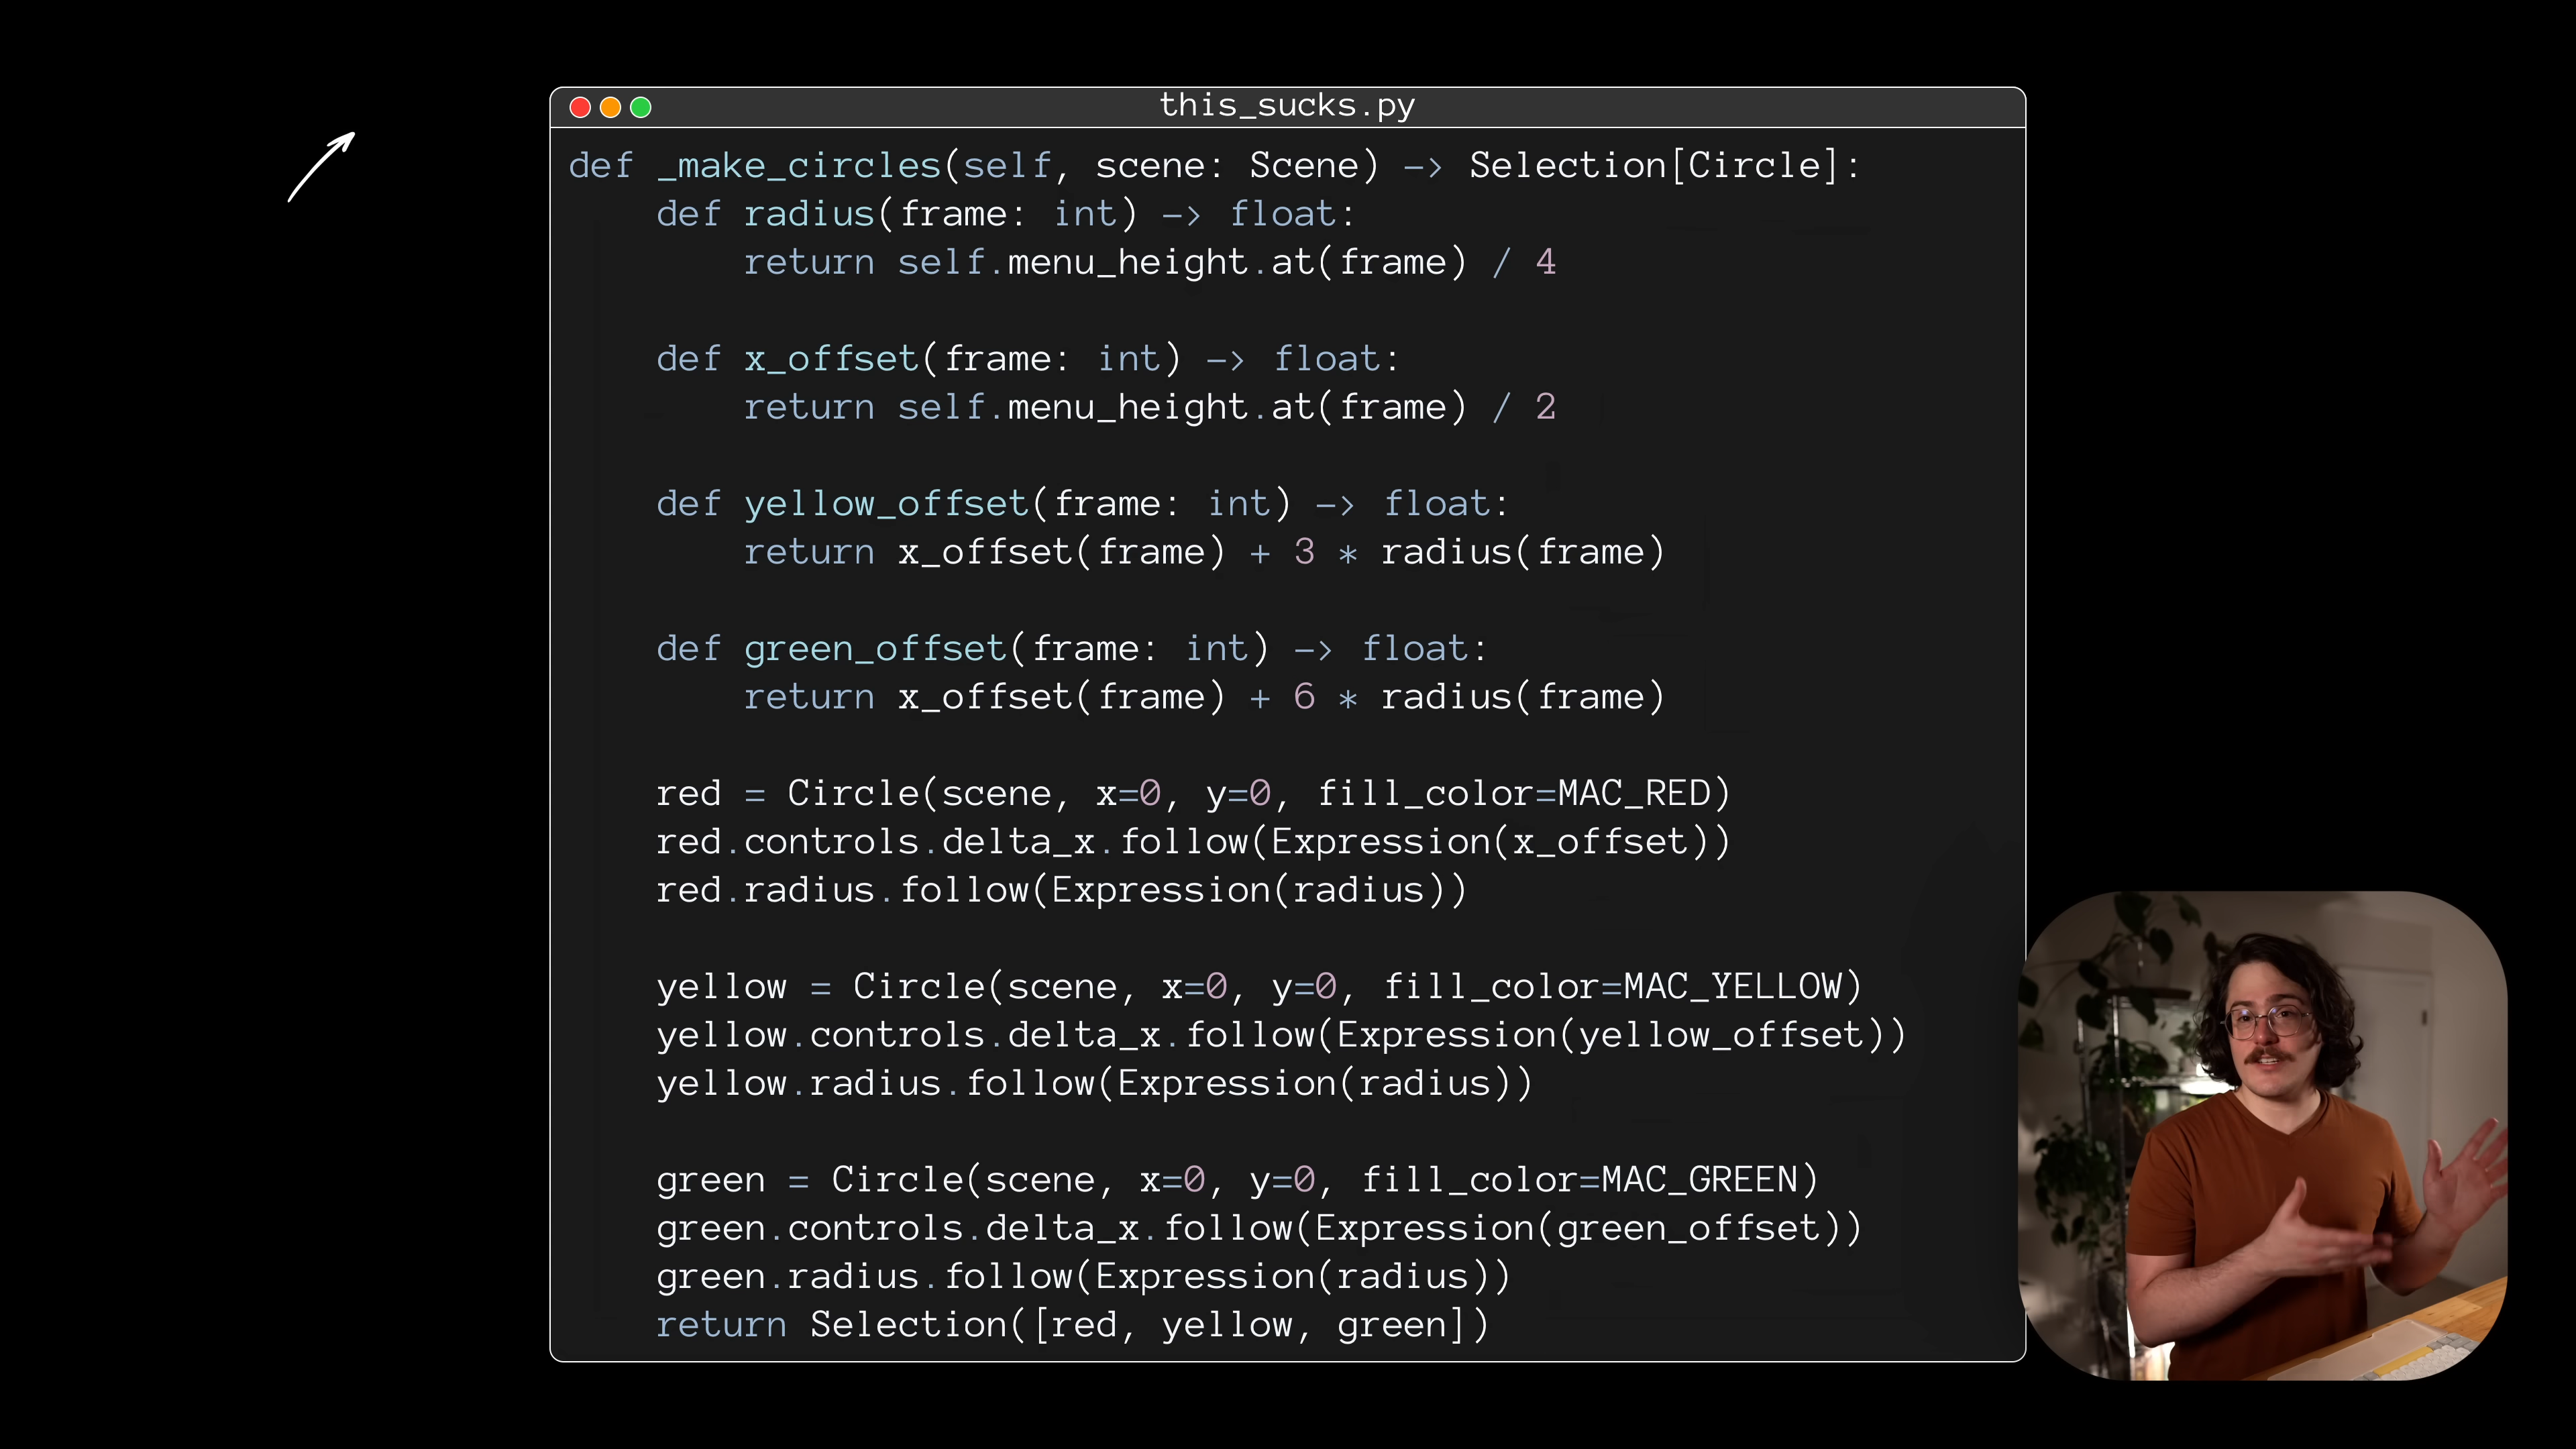 this_sucks.py
def _make_circles(self, scene: Scene) -> Selection[Circle]:
    def radius(frame: int) -> float:
        return self.menu_height.at(frame) / 4
    def x_offset(frame: int) -> float:
        return self.menu_height.at(frame) / 2
    def yellow_offset(frame: int) -> float:
        return x_offset(frame) + 3 * radius(frame)
    def green_offset(frame: int) -> float:
        return x_offset(frame) + 6 * radius(frame)
    red = Circle(scene, x=0, y=0, fill_color=MAC_RED)
    red.controls.delta_x.follow(Expression(x_offset))
    red.radius.follow(Expression(radius))
    yellow = Circle(scene, x=0, y=0, fill_color=MAC_YELLOW)
    yellow.controls.delta_x.follow(Expression(yellow_offset))
    yellow.radius.follow(Expression(radius))
    green = Circle(scene, x=0, y=0, fill_color=MAC_GREEN)
    green.controls.delta_x.follow(Expression(green_offset))
    green.radius.follow(Expression(radius))
    return Selection([red, yellow, green])